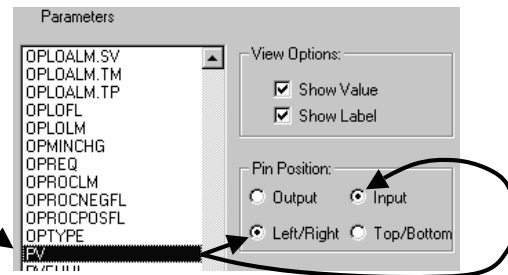 Parameters
OPLOALM.SV
OPLOALM.TM
OPLOALM.TP
OPLOFL
OPLOLM
OPMINCHG
OPREQ
OPROCLM
OPROCNEGFL
OPROCPOSFL
OPTYPE
PV
View Options:
Show Value
Show Label
Pin Position:
Output Input
Left/Right Top/Bottom